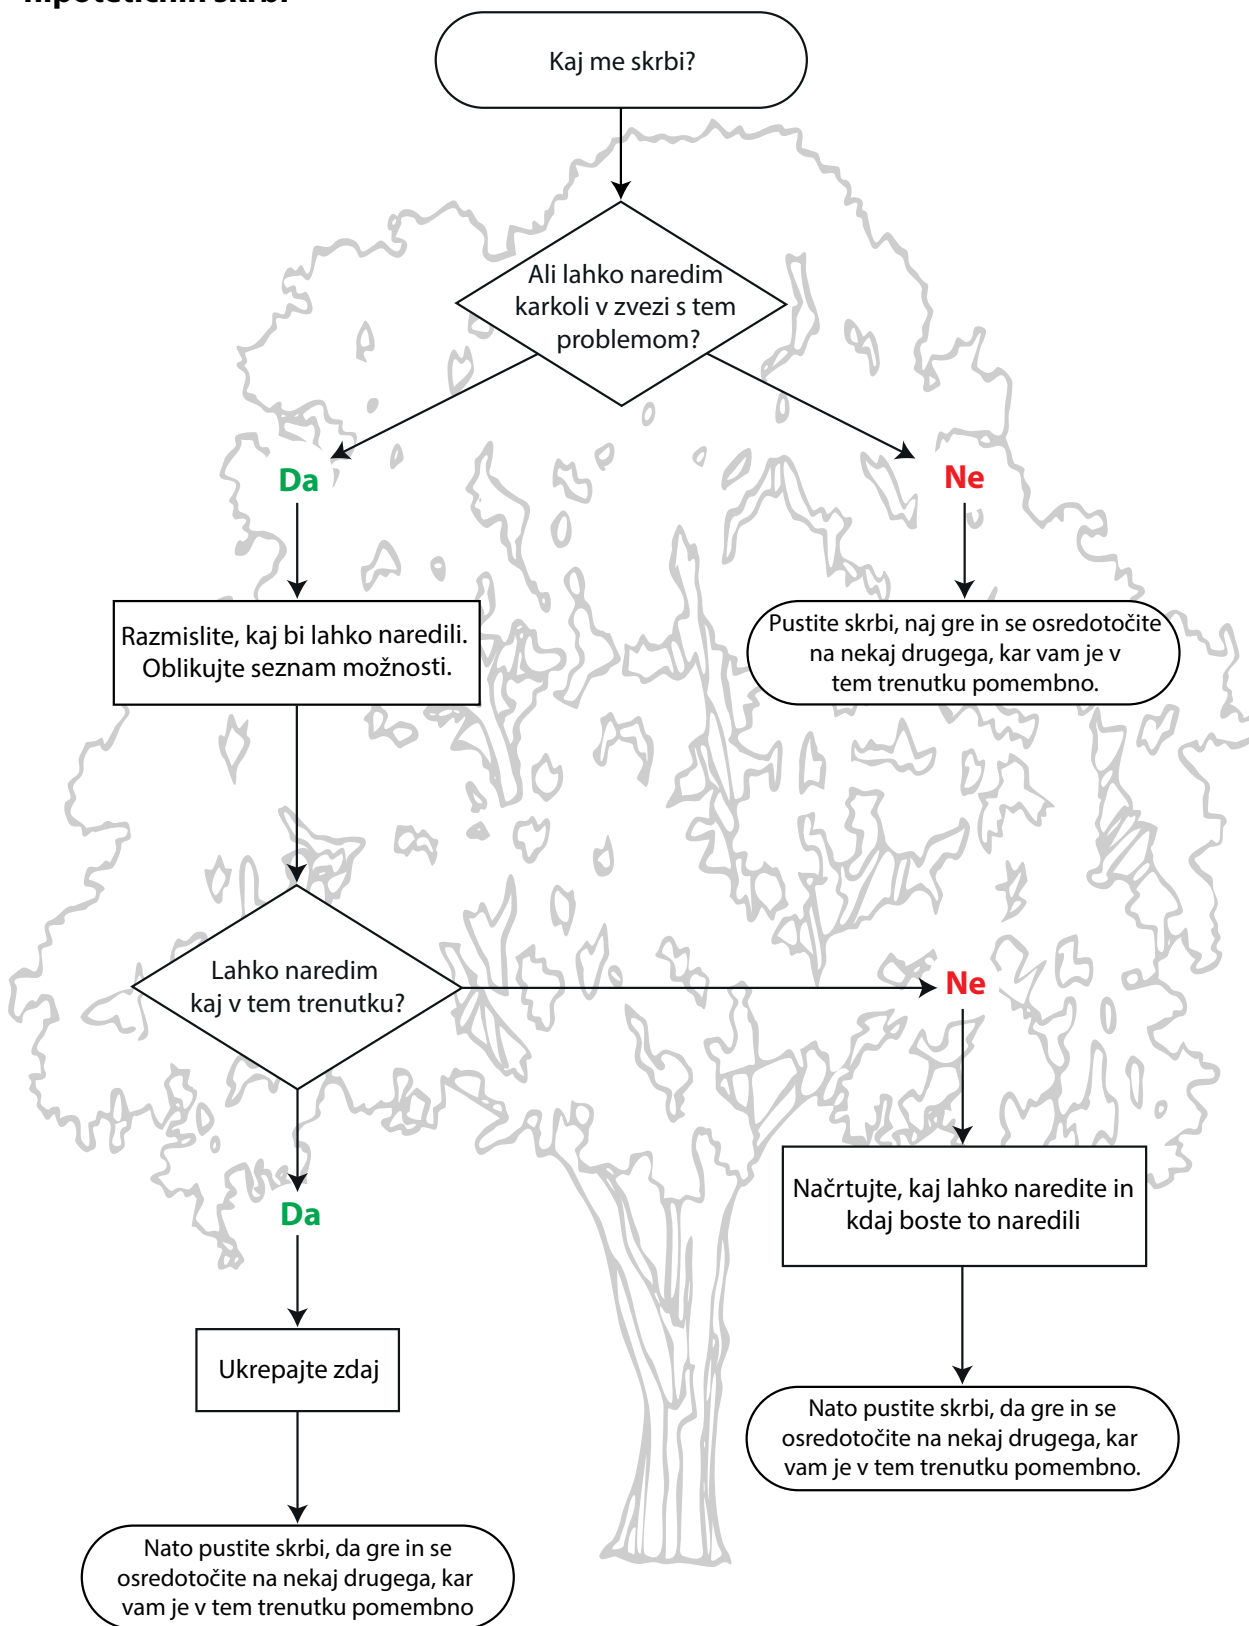 hipotetičnih skrbi
Kaj me skrbi?
Ali lahko naredim
karkoli v zvezi s tem
problemom?
Da
Ne
Razmislite, kaj bi lahko naredili.
Oblikujte seznam možnosti.
Pustite skrbi, naj gre in se osredotočite
na nekaj drugega, kar vam je v
tem trenutku pomembno.
Lahko naredim
kaj v tem trenutku?
Ne
Da
Načrtujte, kaj lahko naredite in
kdaj boste to naredili
Ukrepajte zdaj
Nato pustite skrbi, da gre in se
osredotočite na nekaj drugega, kar
vam je v tem trenutku pomembno.
Nato pustite skrbi, da gre in se
osredotočite na nekaj drugega, kar
vam je v tem trenutku pomembno